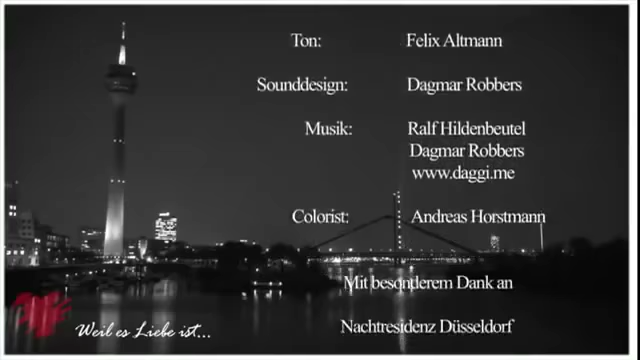 Ton: Felix Altmann
Sounddesign: Dagmar Robbers
Musik: Ralf Hildenbeutel
Dagmar Robbers
www.daggi.me
Colorist: Andreas Horstmann
Mit besonderem Dank an
Nachtresidenz Düsseldorf
Weil es Liebe ist...